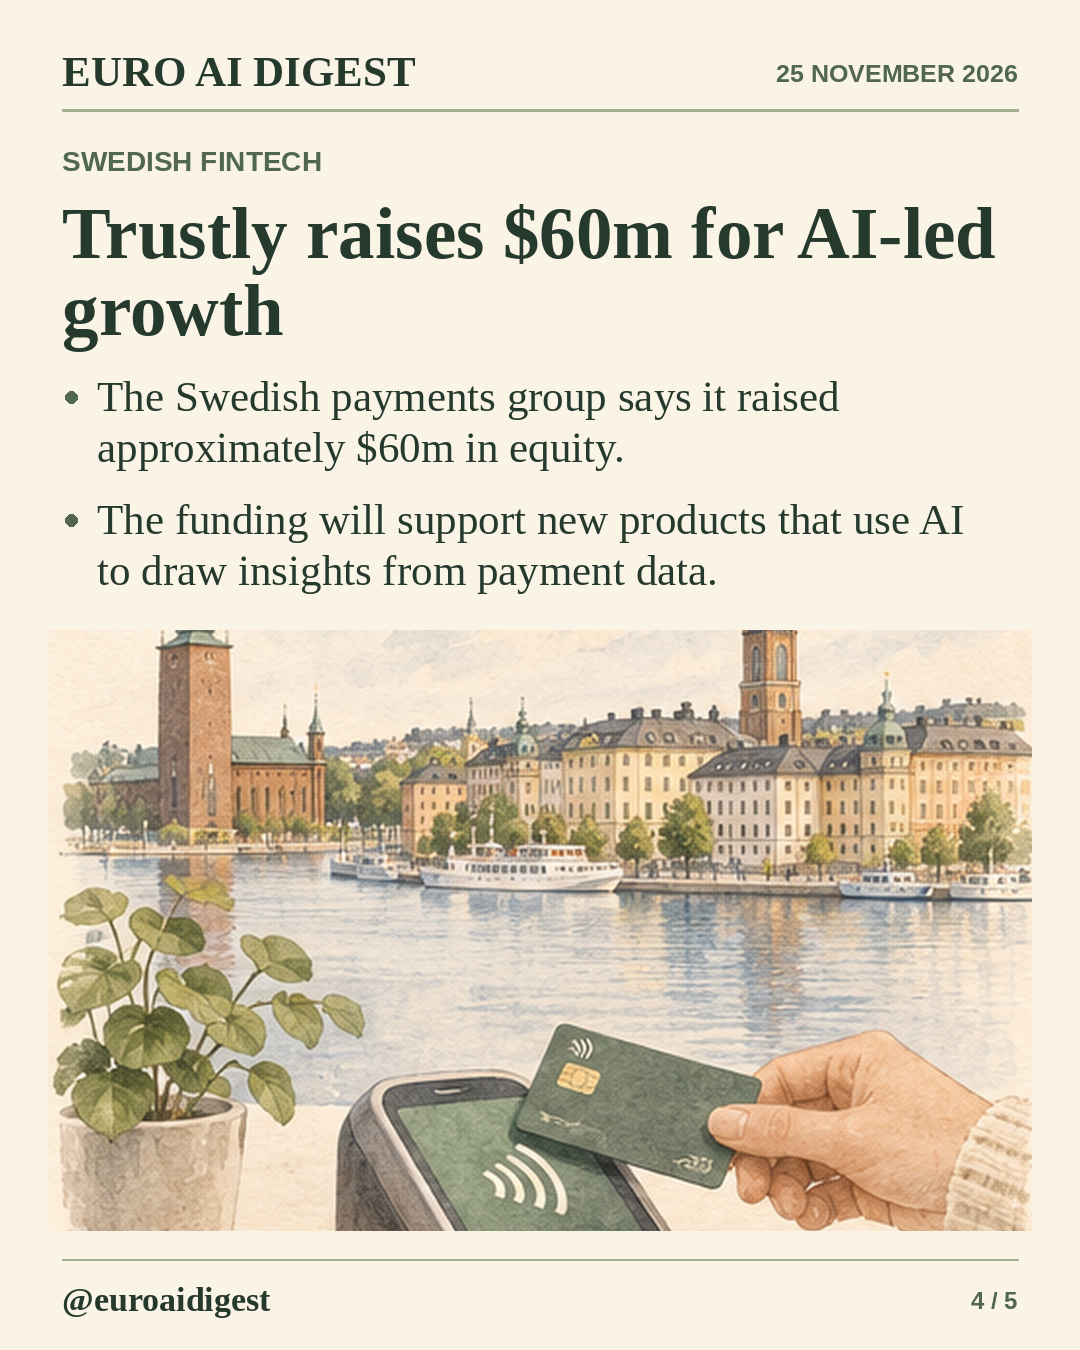 EURO AI DIGEST
25 NOVEMBER 2026
SWEDISH FINTECH
Trustly raises $60m for AI-led
growth
• The Swedish payments group says it raised
approximately $60m in equity.
• The funding will support new products that use AI
to draw insights from payment data.
@euroaidigest
4 / 5